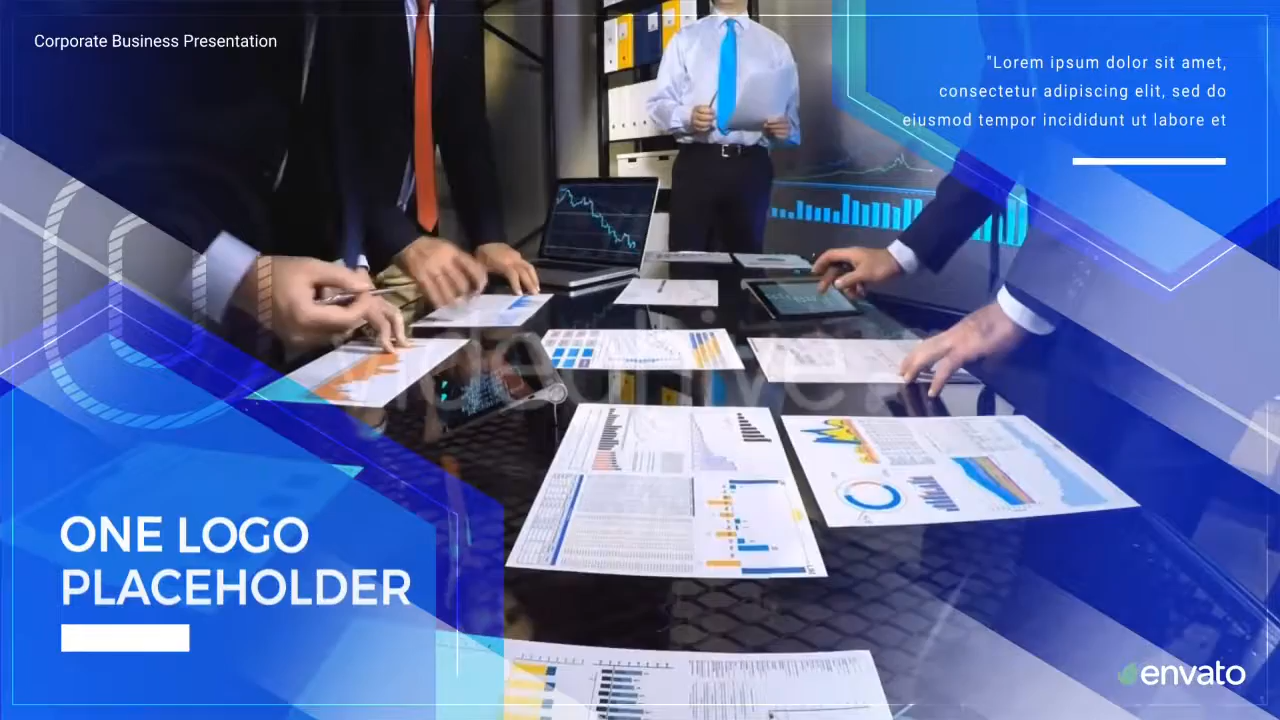 Corporate Business Presentation
"Lorem ipsum dolor sit amet,
consectetur adipiscing elit, sed do
eiusmod tempor incididunt ut labore et
videohive
ONE LOGO
PLACEHOLDER
envato